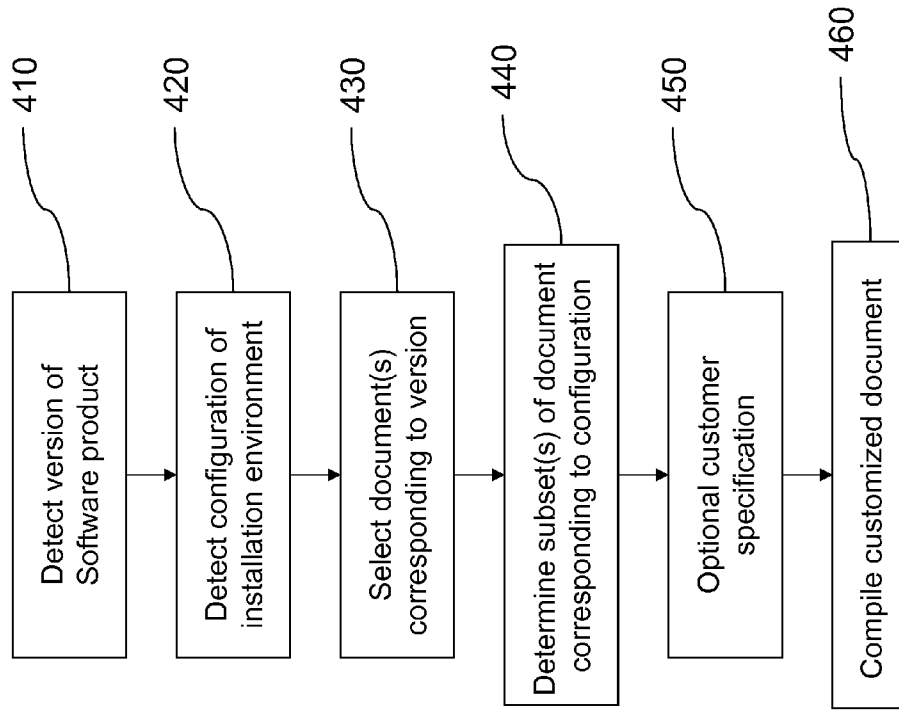 410
Detect version of
Software product
420
Detect configuration of
installation environment
430
Select document(s)
corresponding to version
440
Determine subset(s) of document
corresponding to configuration
450
Optional customer
specification
460
Compile customized document